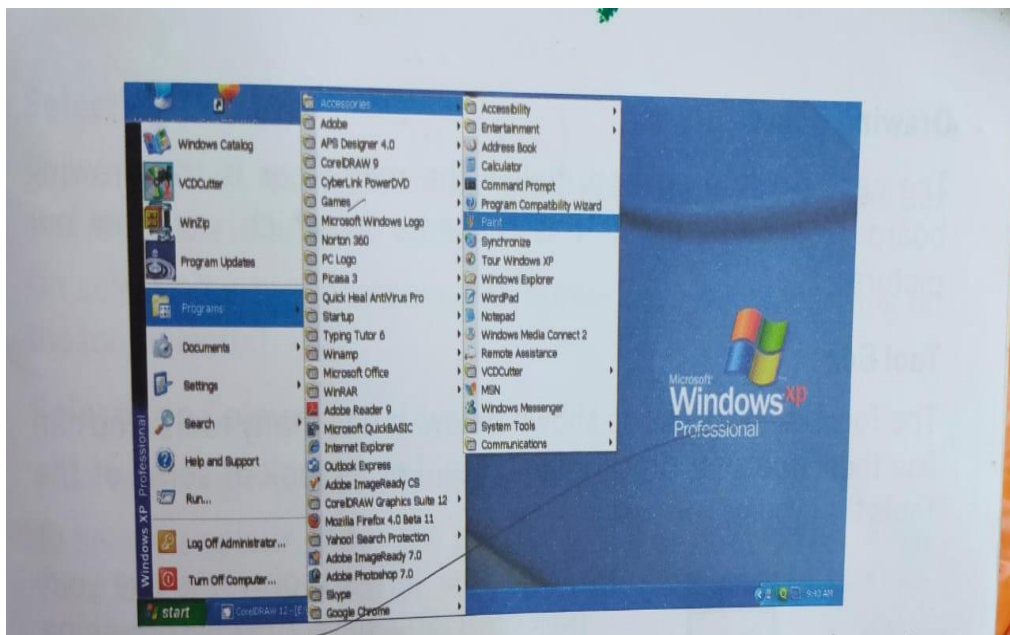 Windows Catalog
VCDCutter
WinZip
Program Updates
Programs
Documents
Settings
Search
Help and Support
Run...
Log Off Administrator...
Turn Off Computer...
Windows XP Professional
start
Accessories
Adobe
APS Designer 4.0
CorelDRAW 9
CyberLink PowerDVD
Games
Microsoft Windows Logo
Norton 360
PC Logo
Picasa 3
Quick Heal AntiVirus Pro
Startup
Typing Tutor 6
Winamp
Microsoft Office
WinRAR
Adobe Reader 9
Microsoft QuickBASIC
Internet Explorer
Outlook Express
Adobe ImageReady CS
CorelDRAW Graphics Suite 12
Mozilla Firefox 4.0 Beta 11
Yahoo! Search Protection
Adobe ImageReady 7.0
Adobe Photoshop 7.0
Skype
Google Chrome
Accessibility
Entertainment
Address Book
Calculator
Command Prompt
Program Compatibility Wizard
Paint
Synchronize
Tour Windows XP
Windows Explorer
WordPad
Notepad
Windows Media Connect 2
Remote Assistance
VCDCutter
MSN
Windows Messenger
System Tools
Communications
Microsoft
Windows xp
Professional
CorelDRAW 12 - [E:\
9:30 AM